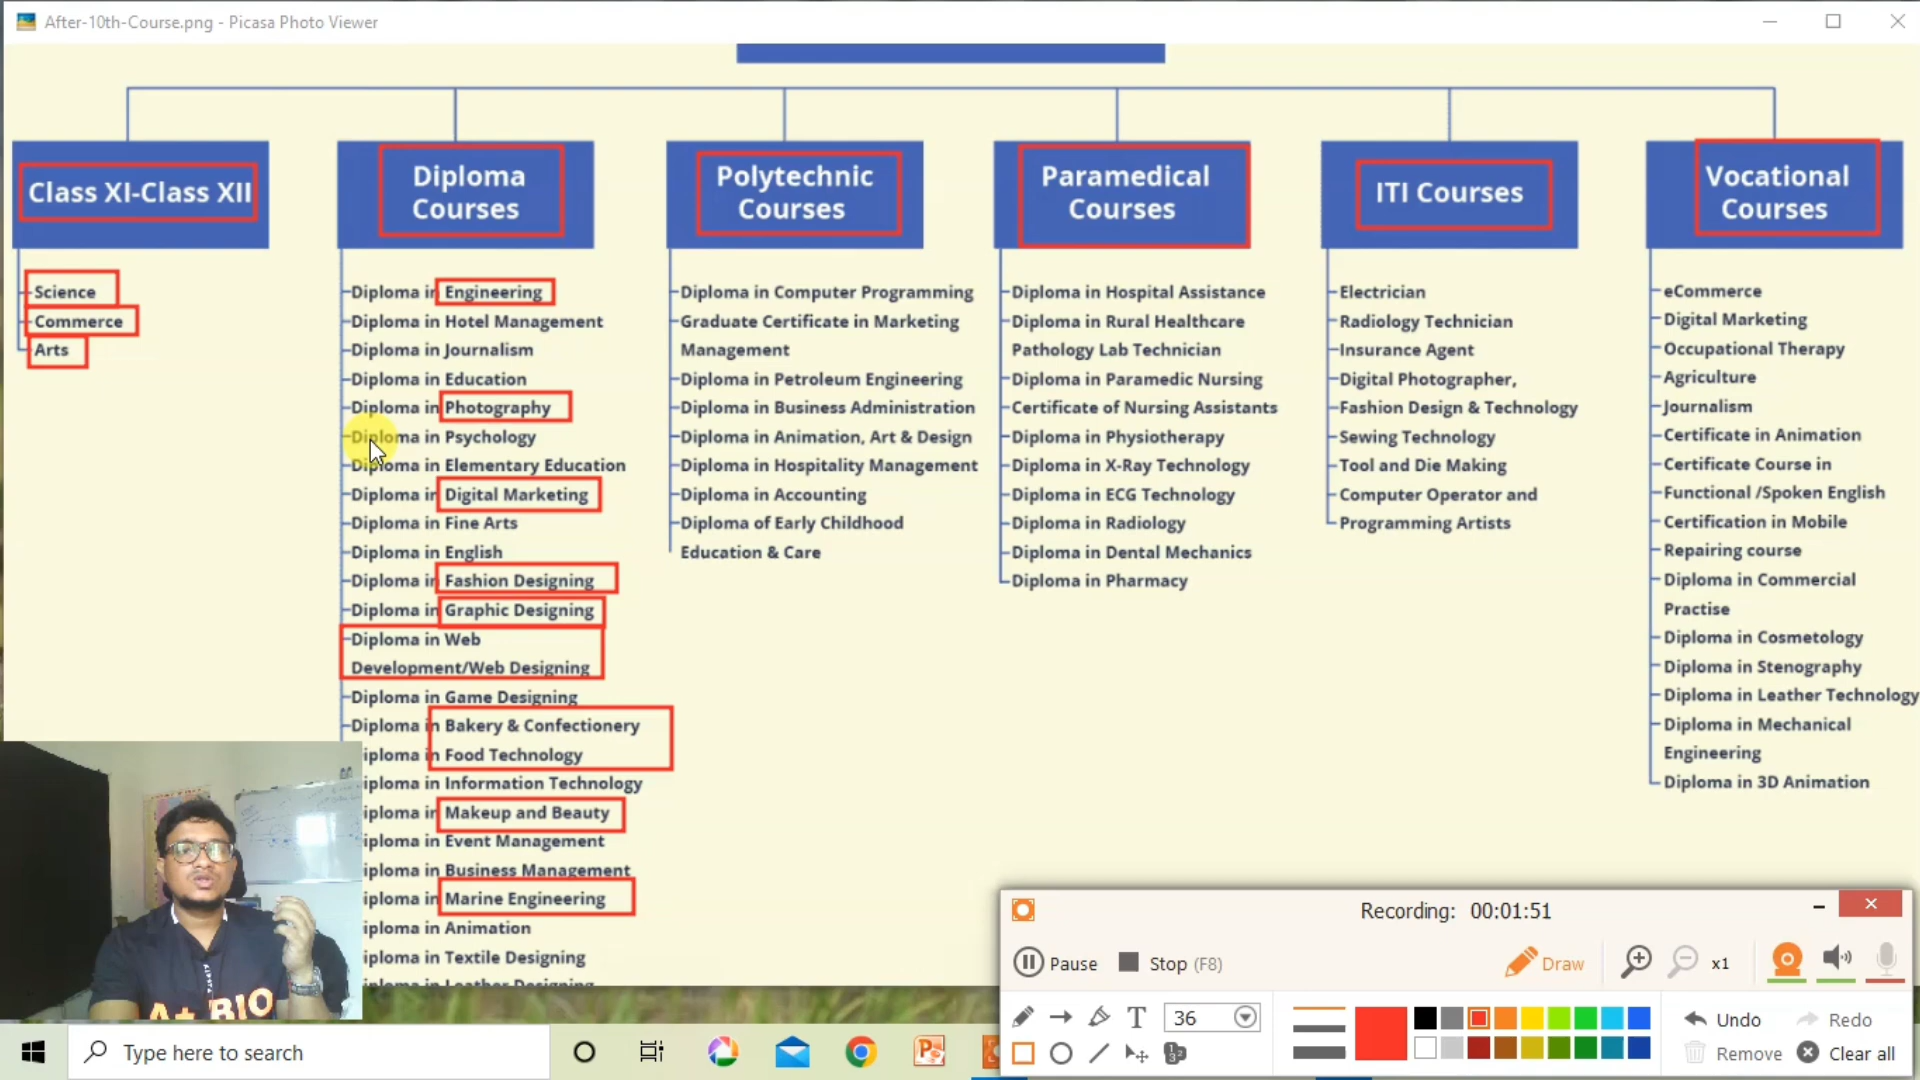 After-10th-Course.png - Picasa Photo Viewer
Class XI-Class XII
Science
Commerce
Arts
Diploma
Courses
Diploma in Engineering
Diploma in Hotel Management
Diploma in Journalism
Diploma in Education
Diploma in Photography
Diploma in Psychology
Diploma in Elementary Education
Diploma in Digital Marketing
Diploma in Fine Arts
Diploma in English
Diploma in Fashion Designing
Diploma in Graphic Designing
Diploma in Web
Development/Web Designing
Diploma in Game Designing
Diploma in Bakery & Confectionery
iploma in Food Technology
iploma in Information Technology
iploma in Makeup and Beauty
iploma in Event Management
iploma in Business Management
iploma in Marine Engineering
iploma in Animation
iploma in Textile Designing
iploma in Leather Designing
Polytechnic
Courses
Diploma in Computer Programming
Graduate Certificate in Marketing
Management
Diploma in Petroleum Engineering
Diploma in Business Administration
Diploma in Animation, Art & Design
Diploma in Hospitality Management
Diploma in Accounting
Diploma of Early Childhood
Education & Care
Paramedical
Courses
Diploma in Hospital Assistance
Diploma in Rural Healthcare
Pathology Lab Technician
Diploma in Paramedic Nursing
Certificate of Nursing Assistants
Diploma in Physiotherapy
Diploma in X-Ray Technology
Diploma in ECG Technology
Diploma in Radiology
Diploma in Dental Mechanics
Diploma in Pharmacy
ITI Courses
Electrician
Radiology Technician
Insurance Agent
Digital Photographer,
Fashion Design & Technology
Sewing Technology
Tool and Die Making
Computer Operator and
Programming Artists
Vocational
Courses
eCommerce
Digital Marketing
Occupational Therapy
Agriculture
Journalism
Certificate in Animation
Certificate Course in
Functional /Spoken English
Certification in Mobile
Repairing course
Diploma in Commercial
Practise
Diploma in Cosmetology
Diploma in Stenography
Diploma in Leather Technology
Diploma in Mechanical
Engineering
Diploma in 3D Animation
A+ BIO
Recording: 00:01:51
Pause
Stop (F8)
Draw
x1
T
36
Undo
Redo
Remove
Clear all
Type here to search